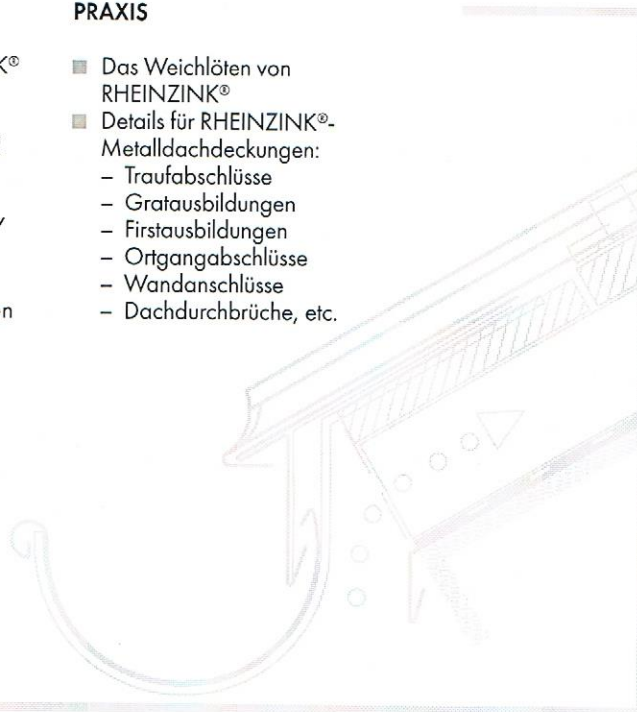 PRAXIS
K®
Das Weichlöten von
RHEINZINK®
Details für RHEINZINK®-
Metalldachdeckungen:
– Traufabschlüsse
– Gratausbildungen
– Firstausbildungen
– Ortgangabschlüsse
– Wandanschlüsse
n
– Dachdurchbrüche, etc.